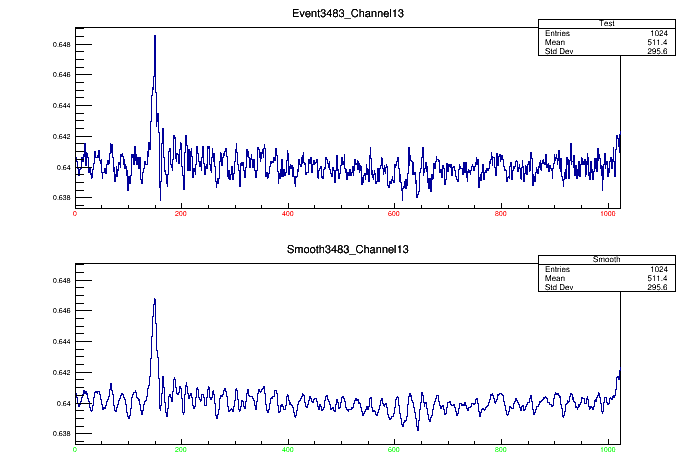 Event3483_Channel13
Test
Entries 1024
Mean 511.4
Std Dev 295.6
0.648
0.646
0.644
0.642
0.64
0.638
0 200 400 600 800 1000
Smooth3483_Channel13
Smooth
Entries 1024
Mean 511.4
Std Dev 295.6
0.648
0.646
0.644
0.642
0.64
0.638
0 200 400 600 800 1000